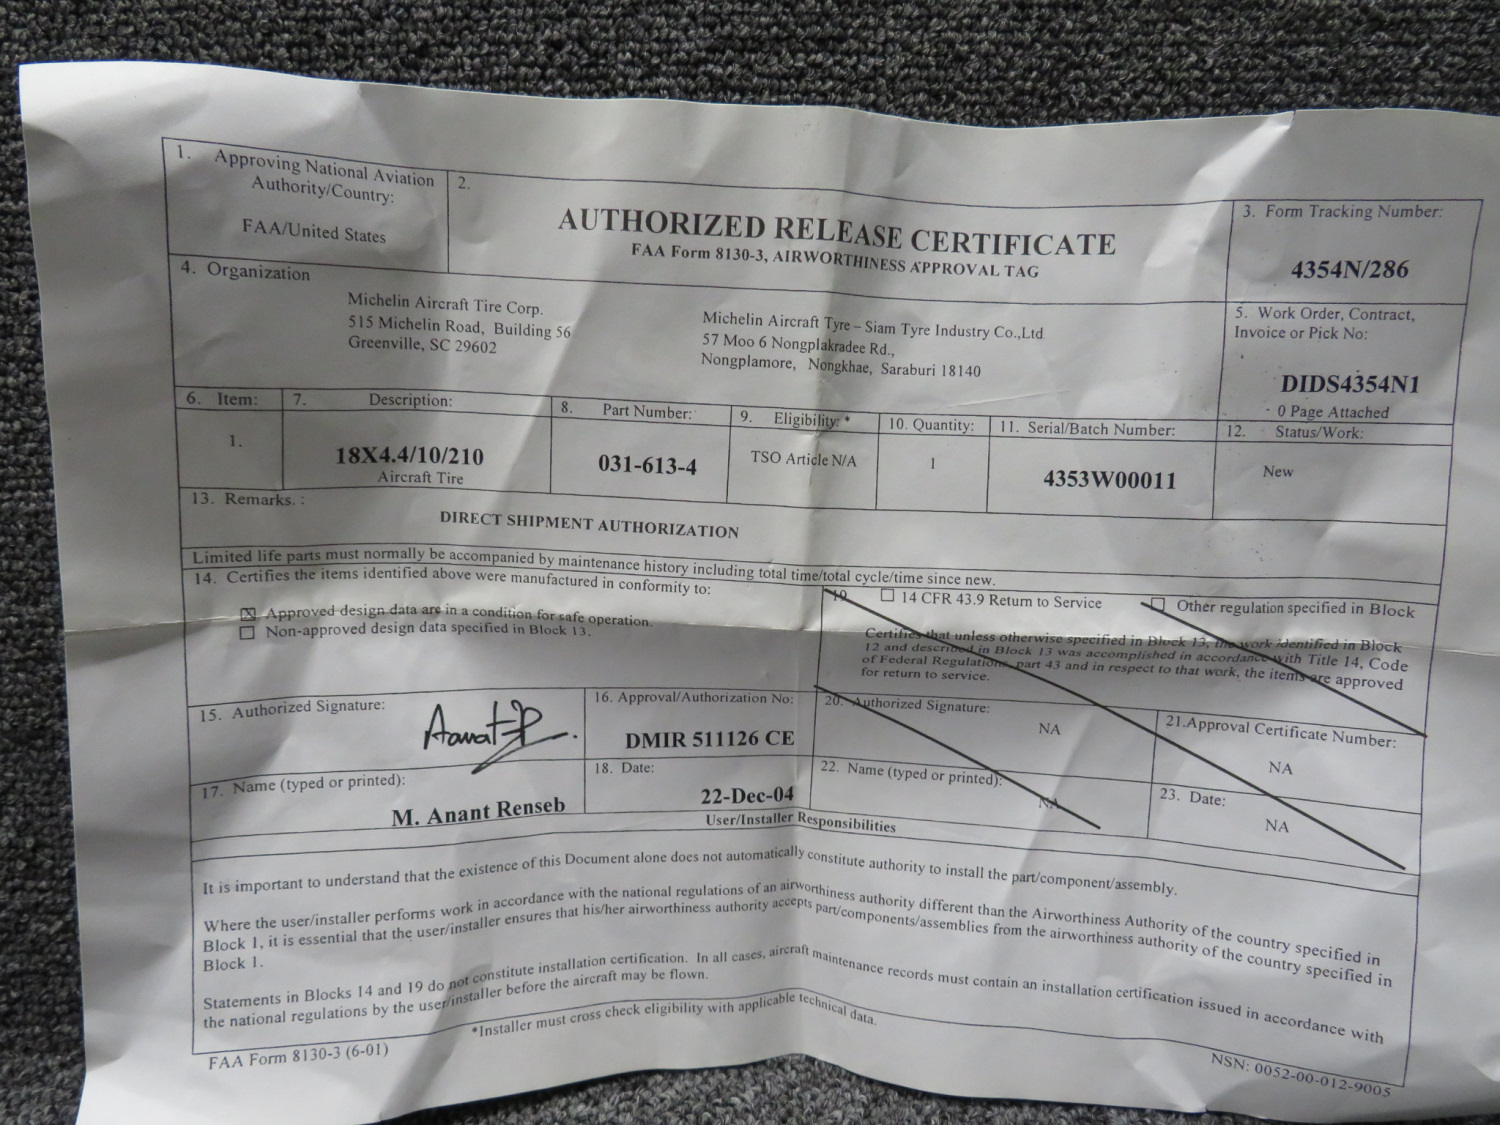 1. Approving National Aviation
Authority/Country:
FAA/United States
2.
AUTHORIZED RELEASE CERTIFICATE
FAA Form 8130-3, AIRWORTHINESS APPROVAL TAG
3. Form Tracking Number:
4354N/286
4. Organization
Michelin Aircraft Tire Corp.
515 Michelin Road, Building 56
Greenville, SC 29602
Michelin Aircraft Tyre – Siam Tyre Industry Co.,Ltd
57 Moo 6 Nongplakradee Rd.,
Nongplamore, Nongkhae, Saraburi 18140
5. Work Order, Contract,
Invoice or Pick No:
DIDS4354N1
- 0 Page Attached
6. Item:
1.
7. Description:
18X4.4/10/210
Aircraft Tire
8. Part Number:
031-613-4
9. Eligibility: *
TSO Article N/A
10. Quantity:
1
11. Serial/Batch Number:
4353W00011
12. Status/Work:
New
13. Remarks. :
DIRECT SHIPMENT AUTHORIZATION
Limited life parts must normally be accompanied by maintenance history including total time/total cycle/time since new.
14. Certifies the items identified above were manufactured in conformity to:
☒ Approved design data are in a condition for safe operation.
☐ Non-approved design data specified in Block 13.
19 ☐ 14 CFR 43.9 Return to Service ☐ Other regulation specified in Block
Certifies that unless otherwise specified in Block 13, the work identified in Block
12 and described in Block 13 was accomplished in accordance with Title 14, Code
of Federal Regulations, part 43 and in respect to that work, the items are approved
for return to service.
15. Authorized Signature:
16. Approval/Authorization No:
DMIR 511126 CE
20. Authorized Signature:
NA
21.Approval Certificate Number:
NA
17. Name (typed or printed):
M. Anant Renseb
18. Date:
22-Dec-04
22. Name (typed or printed):
NA
23. Date:
NA
User/Installer Responsibilities
It is important to understand that the existence of this Document alone does not automatically constitute authority to install the part/component/assembly.
Where the user/installer performs work in accordance with the national regulations of an airworthiness authority different than the Airworthiness Authority of the country specified in
Block 1, it is essential that the user/installer ensures that his/her airworthiness authority accepts part/components/assemblies from the airworthiness authority of the country specified in
Block 1.
Statements in Blocks 14 and 19 do not constitute installation certification. In all cases, aircraft maintenance records must contain an installation certification issued in accordance with
the national regulations by the user/installer before the aircraft may be flown.
*Installer must cross check eligibility with applicable technical data.
FAA Form 8130-3 (6-01)
NSN: 0052-00-012-9005